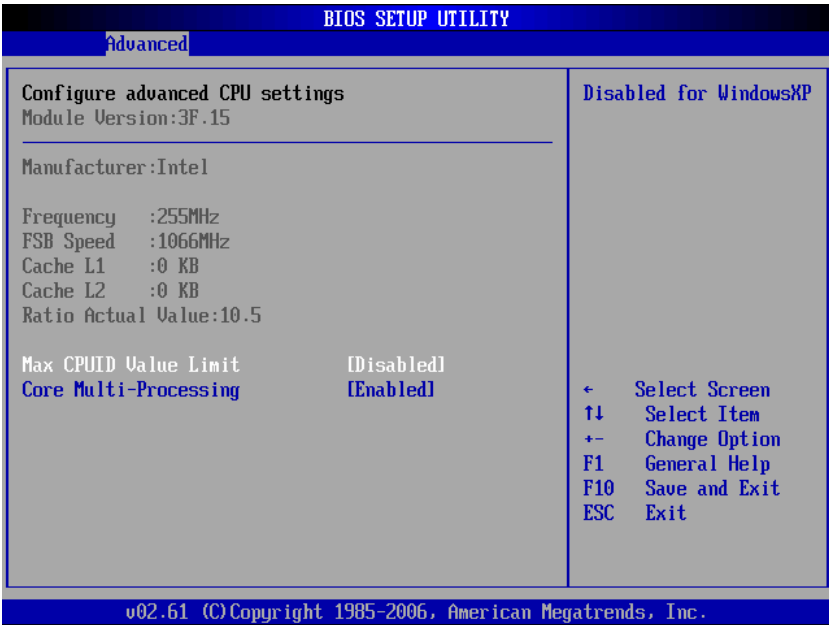 BIOS SETUP UTILITY
Advanced
Configure advanced CPU settings
Module Version:3F.15
Manufacturer:Intel
Frequency :255MHz
FSB Speed :1066MHz
Cache L1 :0 KB
Cache L2 :0 KB
Ratio Actual Value:10.5
Max CPUID Value Limit [Disabled]
Core Multi-Processing [Enabled]
Disabled for WindowsXP
← Select Screen
↑↓ Select Item
+- Change Option
F1 General Help
F10 Save and Exit
ESC Exit
v02.61 (C)Copyright 1985-2006, American Megatrends, Inc.